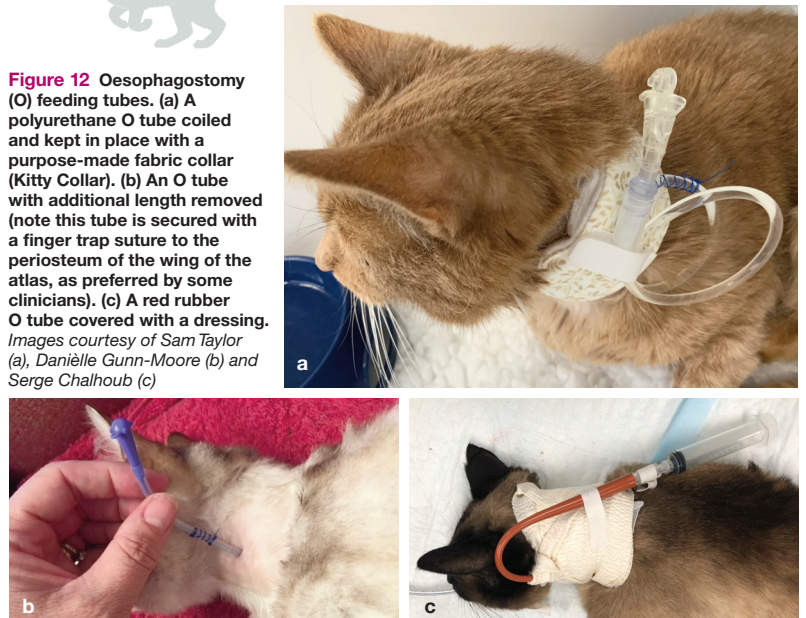 Figure 12 Oesophagostomy
(O) feeding tubes. (a) A
polyurethane O tube coiled
and kept in place with a
purpose-made fabric collar
(Kitty Collar). (b) An O tube
with additional length removed
(note this tube is secured with
a finger trap suture to the
periosteum of the wing of the
atlas, as preferred by some
clinicians). (c) A red rubber
O tube covered with a dressing.
Images courtesy of Sam Taylor
(a), Danièlle Gunn-Moore (b) and
Serge Chalhoub (c)
a
b
c